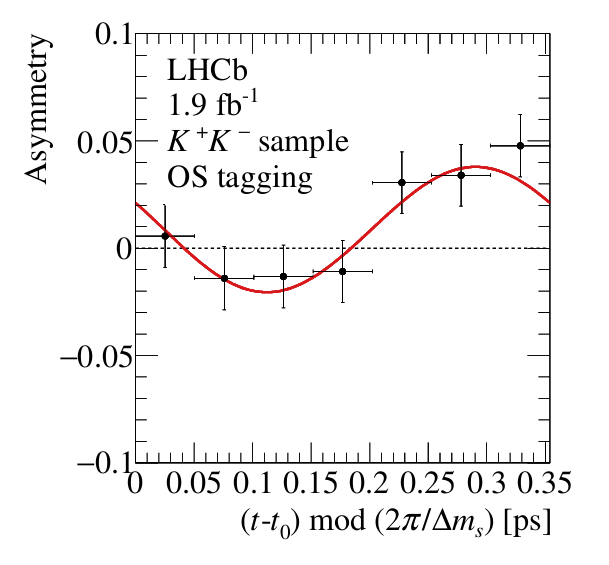 Asymmetry
0.1
0.05
0
−0.05
−0.1
LHCb
1.9 fb⁻¹
K⁺K⁻ sample
OS tagging
0 0.05 0.1 0.15 0.2 0.25 0.3 0.35
(t-t₀) mod (2π/Δmₛ) [ps]